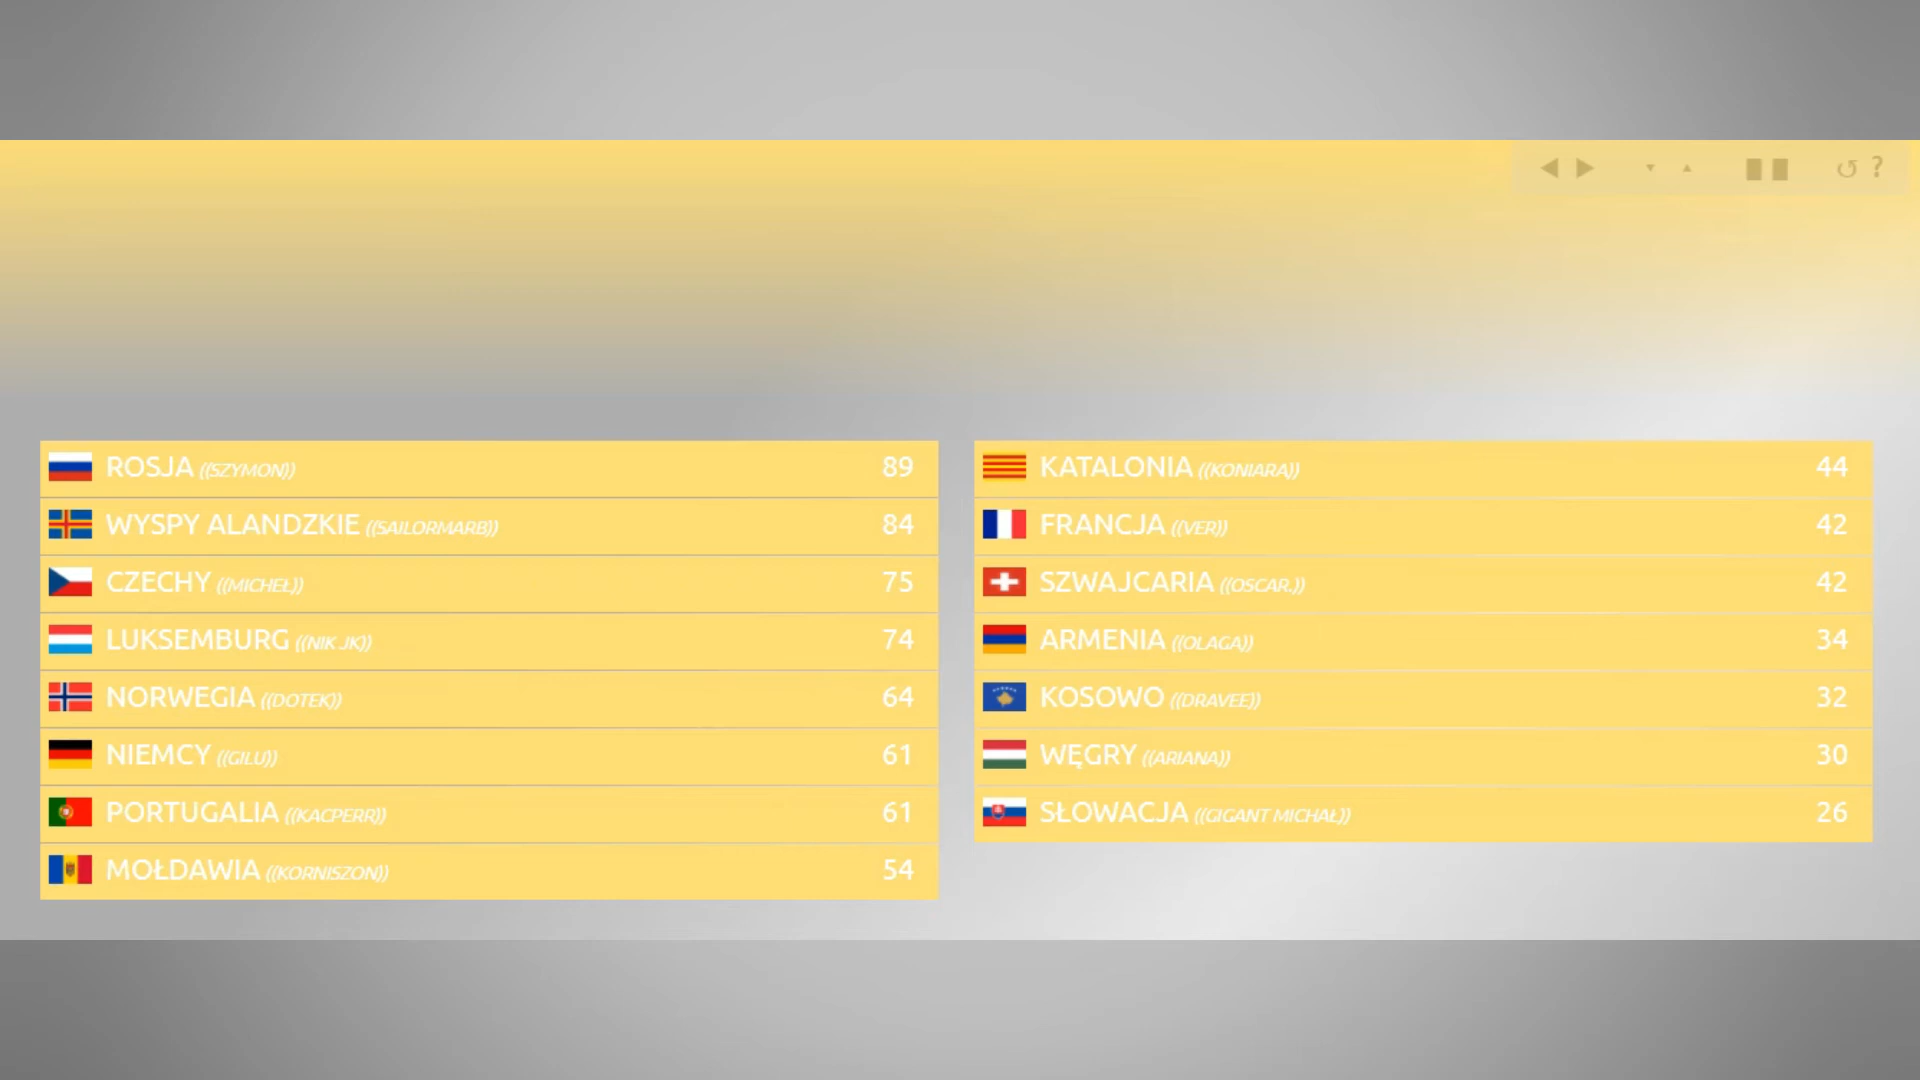 ?
ROSJA ((SZYMON)) 89
WYSPY ALANDZKIE ((SAILORMARB)) 84
CZECHY ((MICHEŁ)) 75
LUKSEMBURG ((NIK JK)) 74
NORWEGIA ((DOTEK)) 64
NIEMCY ((GILU)) 61
PORTUGALIA ((KACPERR)) 61
MOŁDAWIA ((KORNISZON)) 54
KATALONIA ((KONIARA)) 44
FRANCJA ((VER)) 42
SZWAJCARIA ((OSCAR.)) 42
ARMENIA ((OLAGA)) 34
KOSOWO ((DRAVEE)) 32
WĘGRY ((ARIANA)) 30
SŁOWACJA ((GIGANT MICHAŁ)) 26